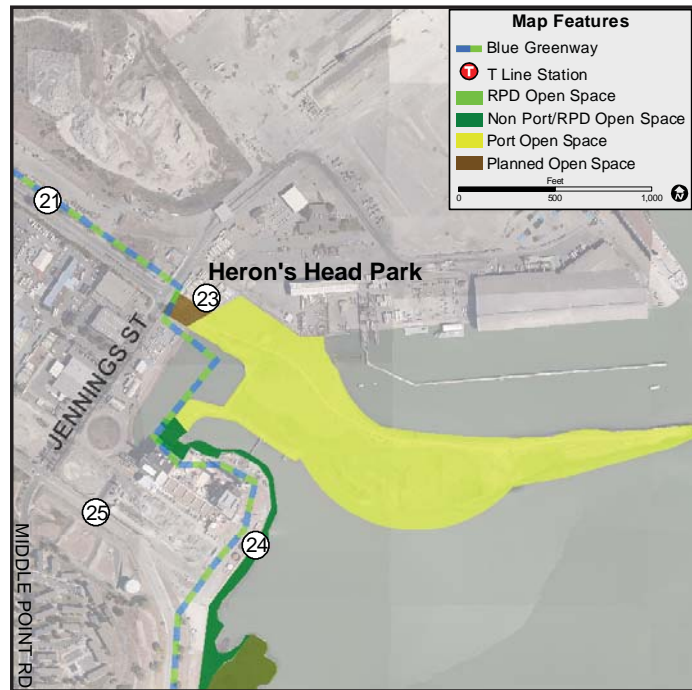 Map Features
Blue Greenway
T
T Line Station
RPD Open Space
Non Port/RPD Open Space
Port Open Space
Planned Open Space
Feet
0 500 1,000
N
21
Heron's Head Park
23
JENNINGS ST
25
24
MIDDLE POINT RD